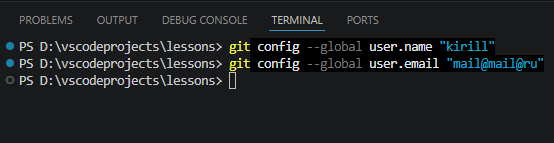 PROBLEMS OUTPUT DEBUG CONSOLE TERMINAL PORTS
PS D:\vscodeprojects\lessons> git config --global user.name "kirill"
PS D:\vscodeprojects\lessons> git config --global user.email "mail@mail@ru"
PS D:\vscodeprojects\lessons>